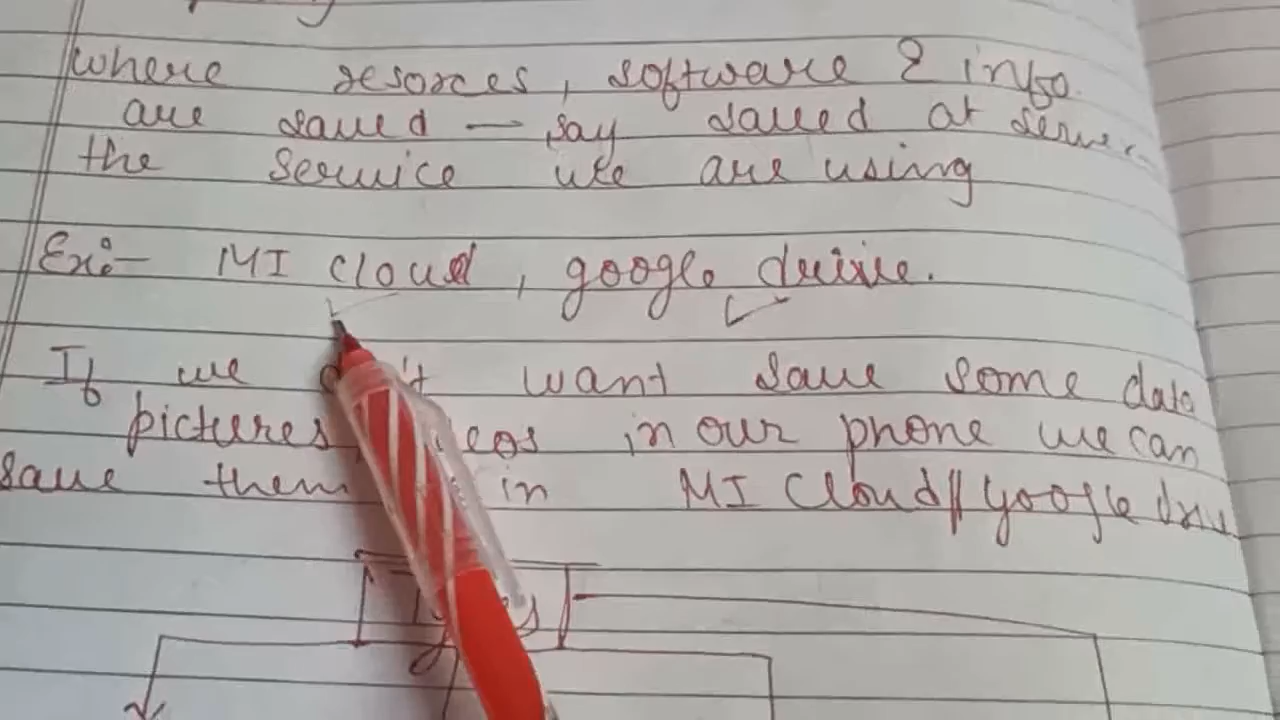 where resorces, software & info.
are saved — say saved at server
the service we are using
Ex:- MI cloud, google drive.
If we want save some data
pictures, in our phone we can
save them in MI Cloud // google driv